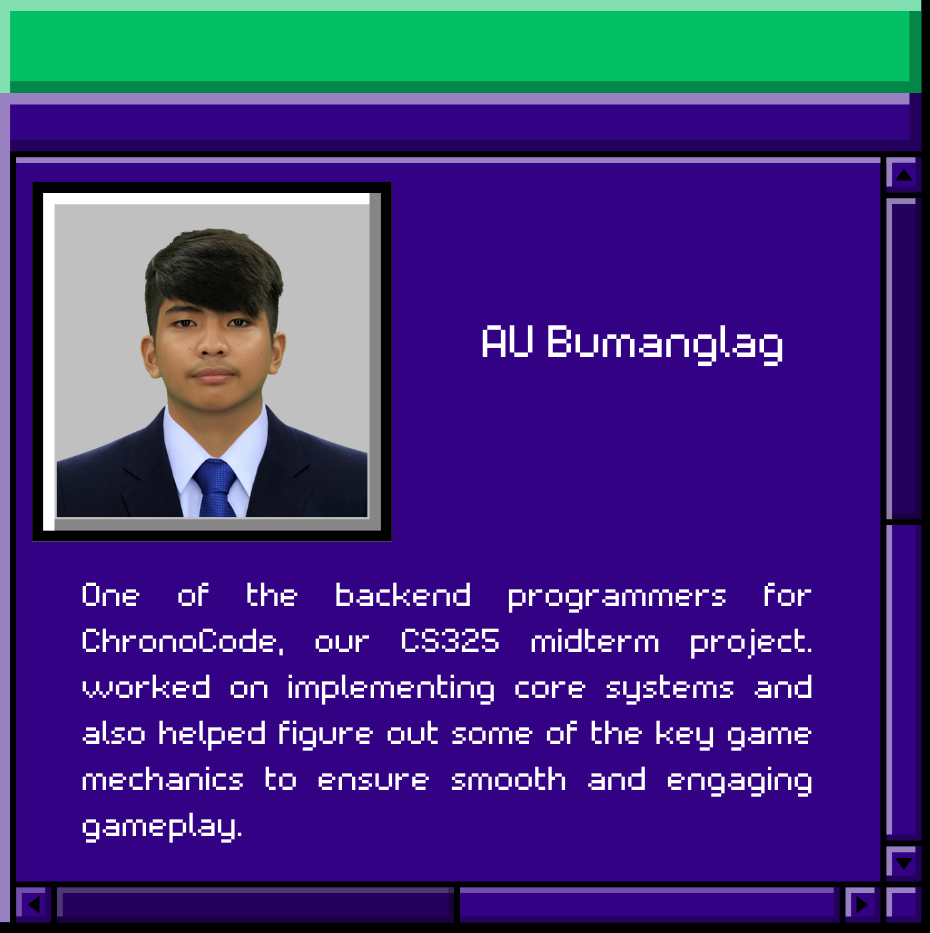 AU Bumanglag
One of the backend programmers for
ChronoCode, our CS325 midterm project.
worked on implementing core systems and
also helped figure out some of the key game
mechanics to ensure smooth and engaging
gameplay.